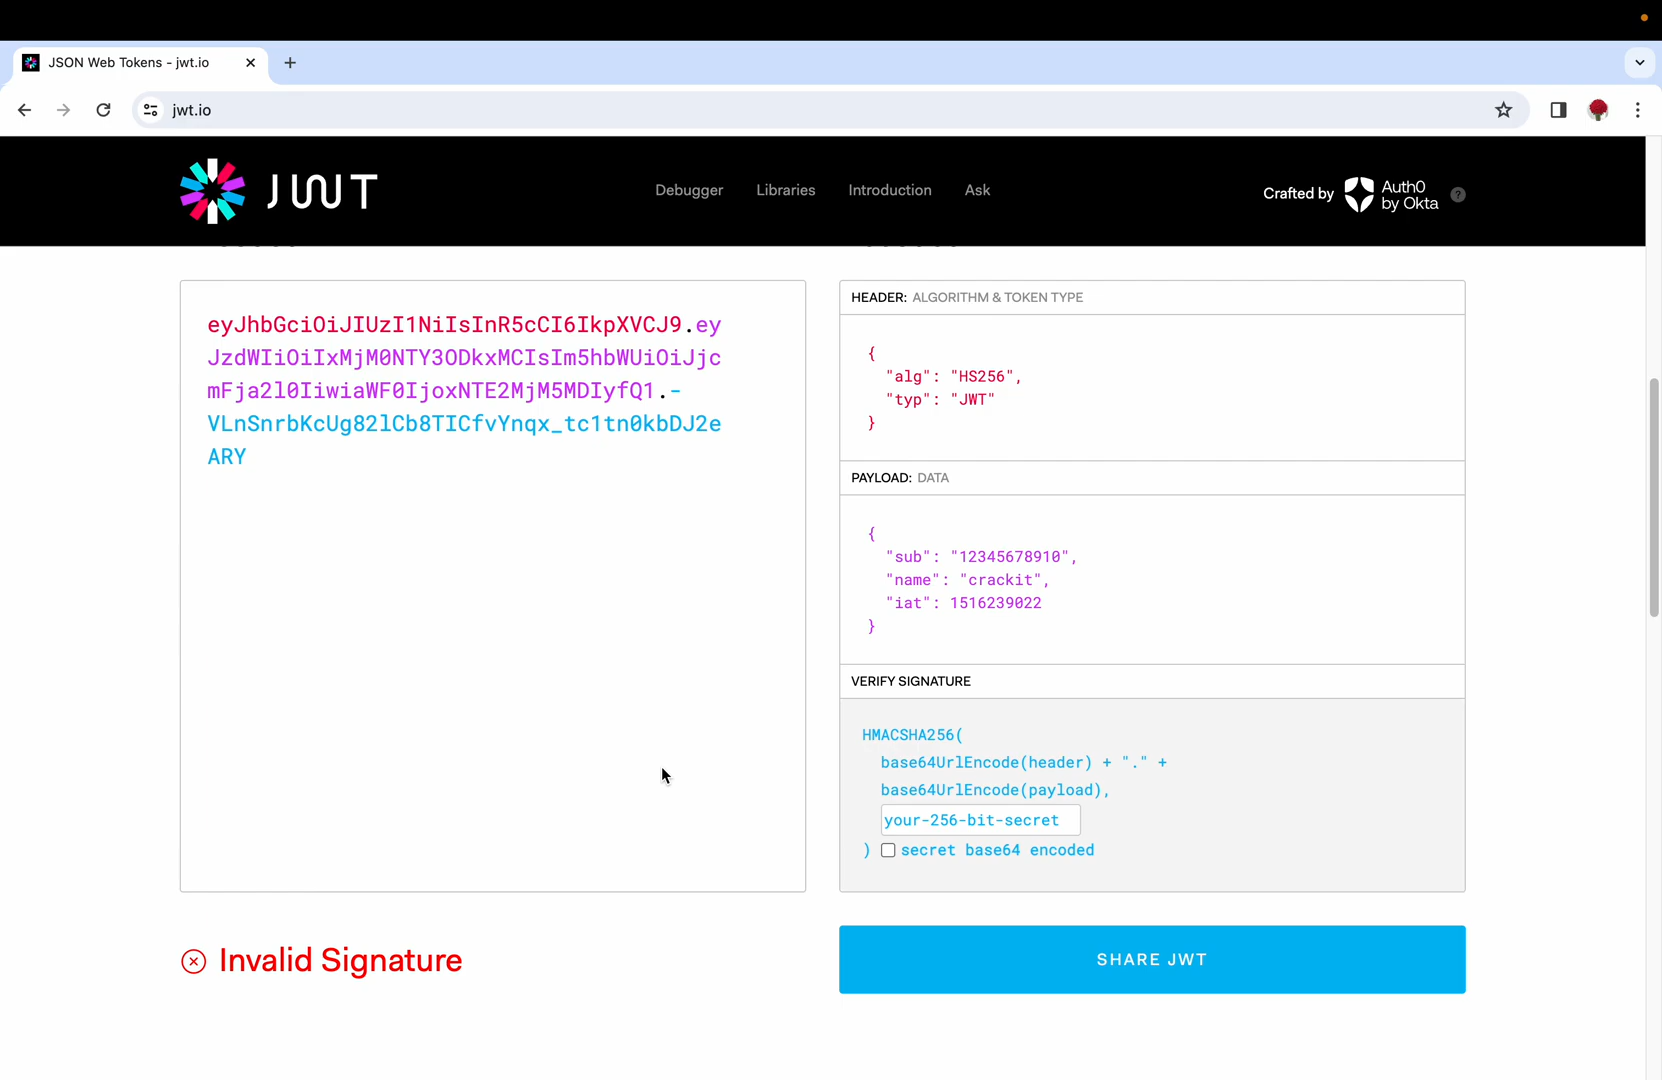 JSON Web Tokens - jwt.io
jwt.io
JWT
Debugger
Libraries
Introduction
Ask
Crafted by
Auth0
by Okta
?
eyJhbGciOiJIUzI1NiIsInR5cCI6IkpXVCJ9.ey
JzdWIiOiIxMjM0NTY3ODkxMCIsIm5hbWUiOiJjc
mFja2l0IiwiaWF0IjoxNTE2MjM5MDIyfQ1.-
VLnSnrbKcUg82lCb8TICfvYnqx_tc1tn0kbDJ2e
ARY
HEADER: ALGORITHM & TOKEN TYPE
{
"alg": "HS256",
"typ": "JWT"
}
PAYLOAD: DATA
{
"sub": "12345678910",
"name": "crackit",
"iat": 1516239022
}
VERIFY SIGNATURE
HMACSHA256(
base64UrlEncode(header) + "." +
base64UrlEncode(payload),
your-256-bit-secret
) secret base64 encoded
Invalid Signature
SHARE JWT